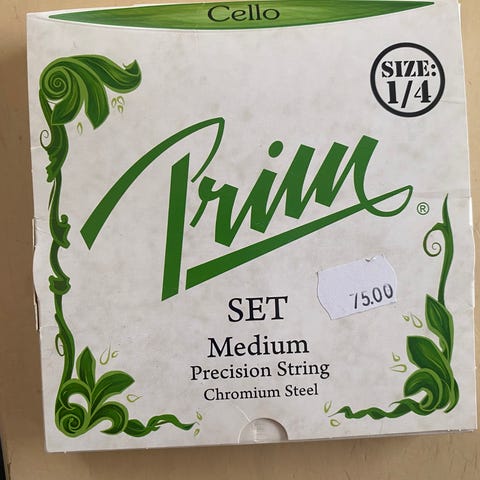 Cello
SIZE:
1/4
Prim
®
75.00
SET
Medium
Precision String
Chromium Steel